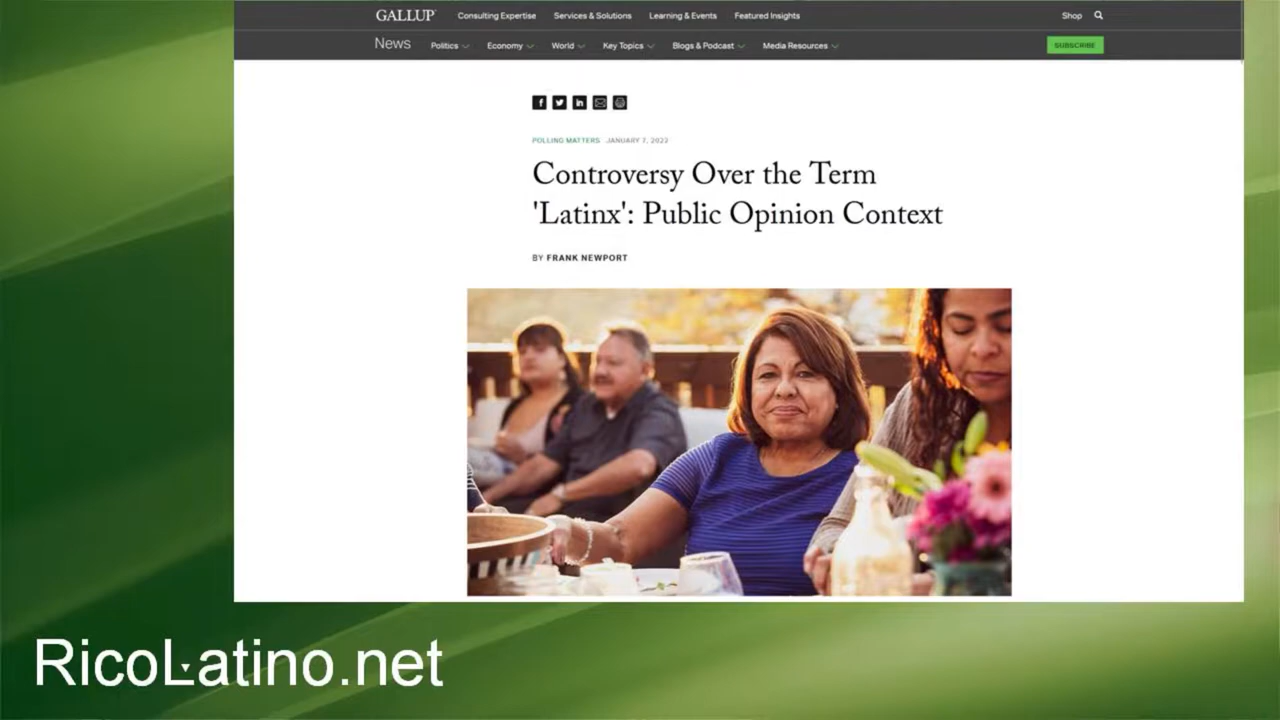 GALLUP Consulting Expertise Services & Solutions Learning & Events Featured Insights Shop
News Politics Economy World Key Topics Blogs & Podcast Media Resources SUBSCRIBE
POLLING MATTERS JANUARY 7, 2022
Controversy Over the Term
'Latinx': Public Opinion Context
BY FRANK NEWPORT
RicoLatino.net